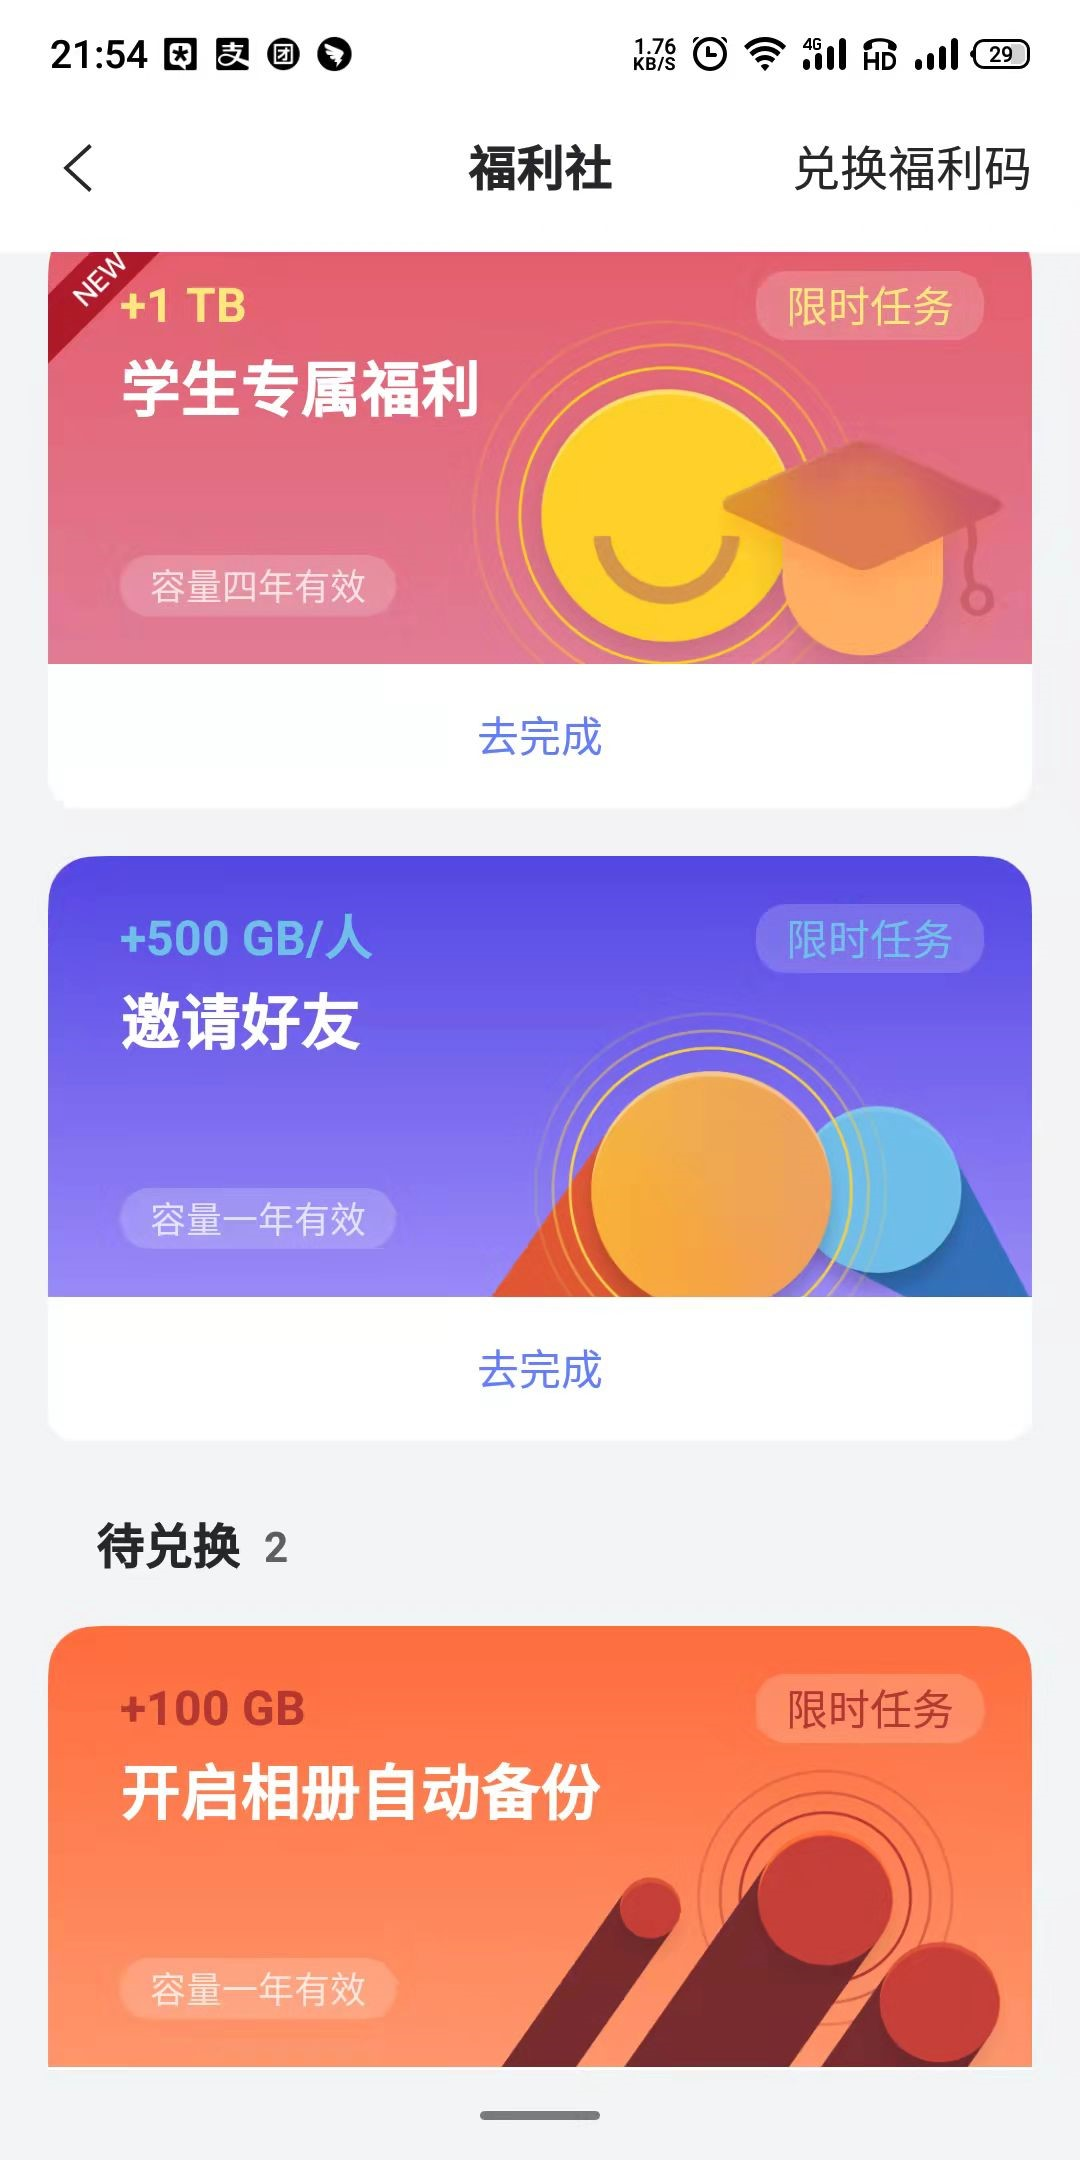 21:54
1.76
KB/S
4G
HD
29
福利社
兑换福利码
NEW
+1 TB
限时任务
学生专属福利
容量四年有效
去完成
+500 GB/人
限时任务
邀请好友
容量一年有效
去完成
待兑换 2
+100 GB
限时任务
开启相册自动备份
容量一年有效